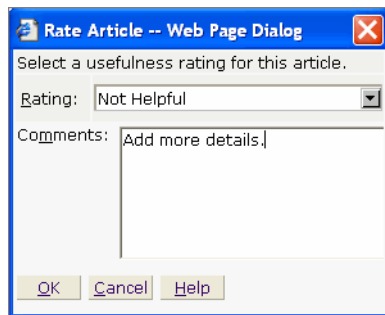 Rate Article -- Web Page Dialog
Select a usefulness rating for this article.
Rating: Not Helpful
Comments: Add more details.
OK Cancel Help